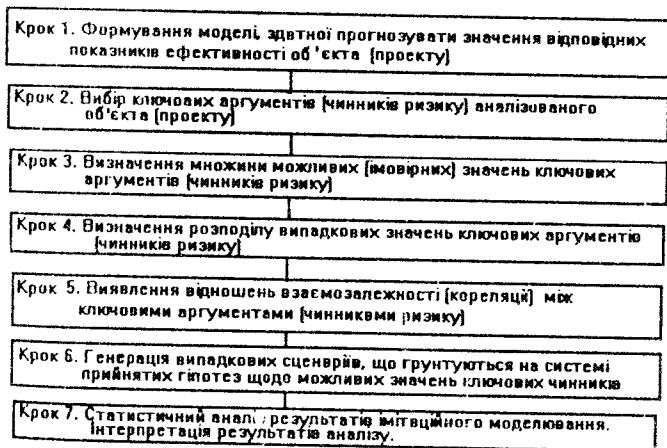 Крок 1. Формування моделі, здвтної прогнозувати значення відповідних
показників ефективності об'єкта (проекту)
Крок 2. Вибір ключових аргументів (чинників ризику) аналізованого
об'єкта (проекту)
Крок 3. Визначення множини можливих (імовірних) значень ключових
аргументів (чинників ризику)
Крок 4. Визначення розподілу випадкових значень ключових аргументів
(чинників ризику)
Крок 5. Виявлення відношень взаємозалежності (кореляції) між
ключовими аргументами (чинниквми ризику)
Крок 6. Генерація випадкових сценвріїв, що грунтуються на системі
прийнятих гіпотез щодо можливих значень ключових чинників
Крок 7. Статистичний аналіз результатів імітвційного моделювання.
Інтерпретація результатів аналізу.